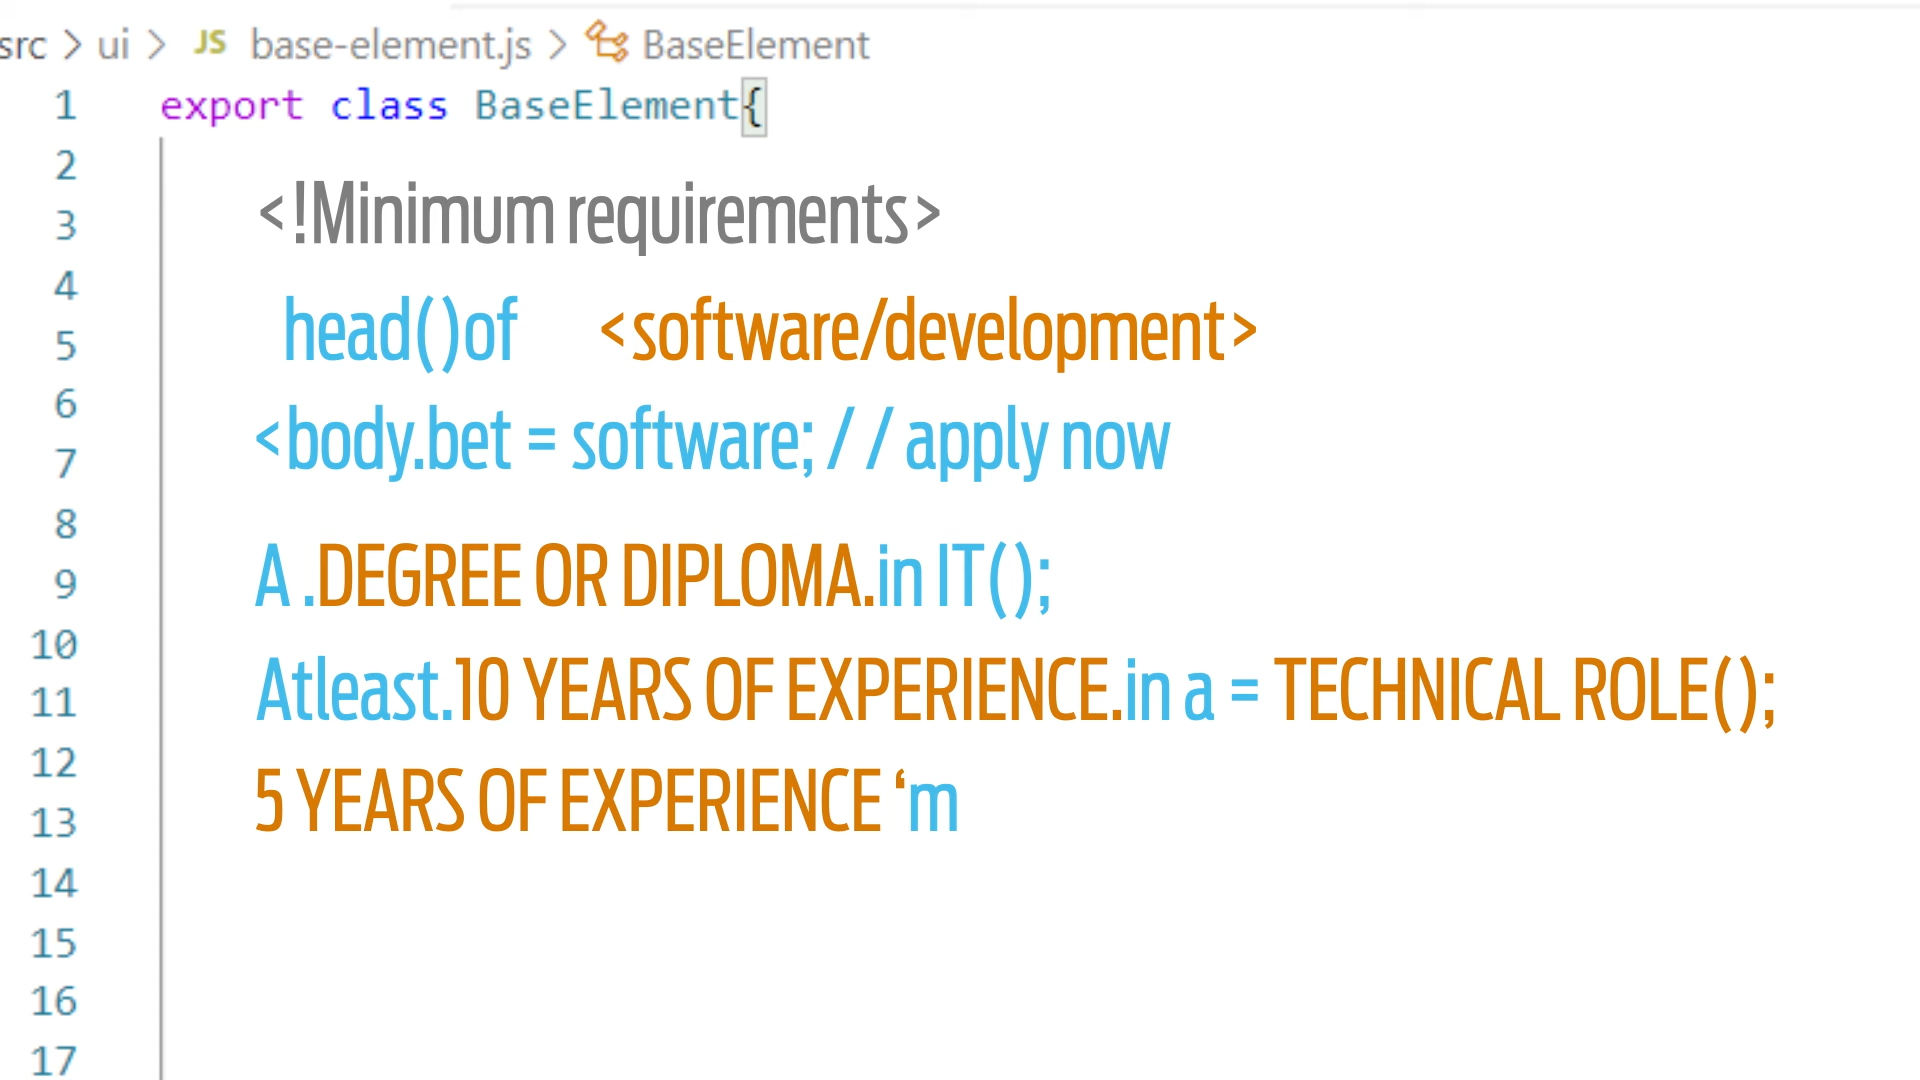 src > ui > JS base-element.js > BaseElement
1 export class BaseElement{
2
3 <!Minimum requirements>
4
5 head()of <software/development>
6
7 <body.bet = software; / / apply now
8
9 A .DEGREE OR DIPLOMA.in IT();
10
11 Atleast.10 YEARS OF EXPERIENCE.in a = TECHNICAL ROLE();
12
13 5 YEARS OF EXPERIENCE ‘m
14
15
16
17